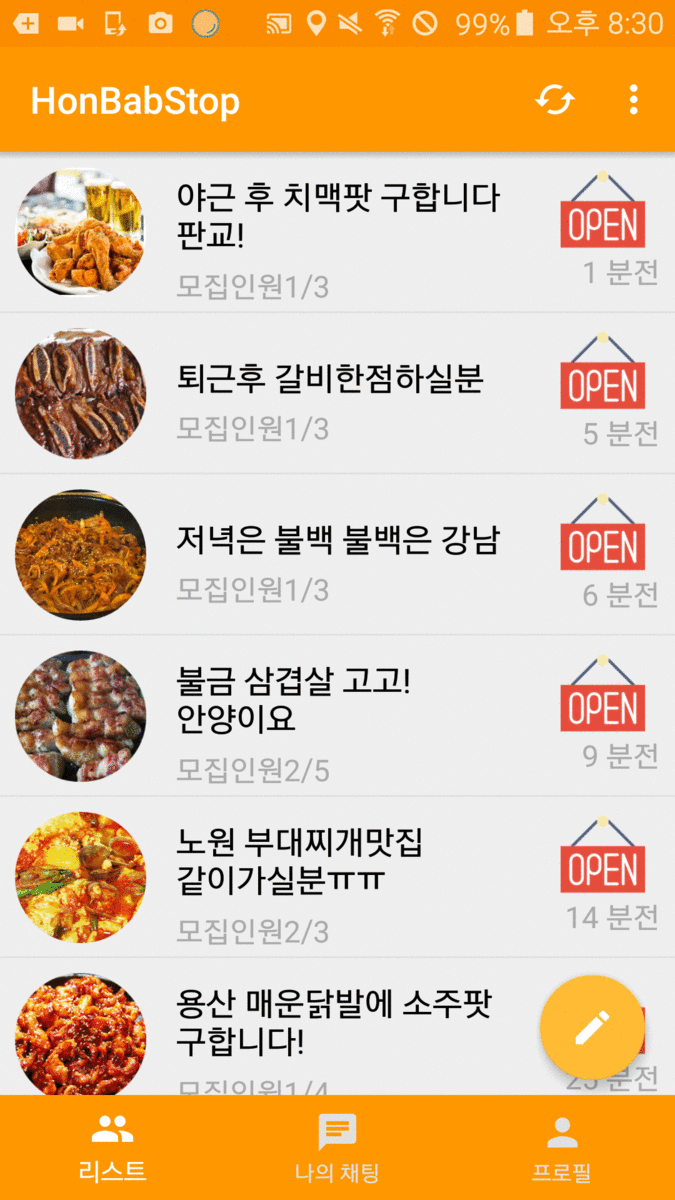 99% 오후 8:30
HonBabStop
야근 후 치맥팟 구합니다
판교!
모집인원1/3
OPEN
1 분전
퇴근후 갈비한점하실분
모집인원1/3
OPEN
5 분전
저녁은 불백 불백은 강남
모집인원1/3
OPEN
6 분전
불금 삼겹살 고고!
안양이요
모집인원2/5
OPEN
9 분전
노원 부대찌개맛집
같이가실분ㅠㅠ
모집인원2/3
OPEN
14 분전
용산 매운닭발에 소주팟
구합니다!
모집인원1/4
분전
리스트
나의 채팅
프로필